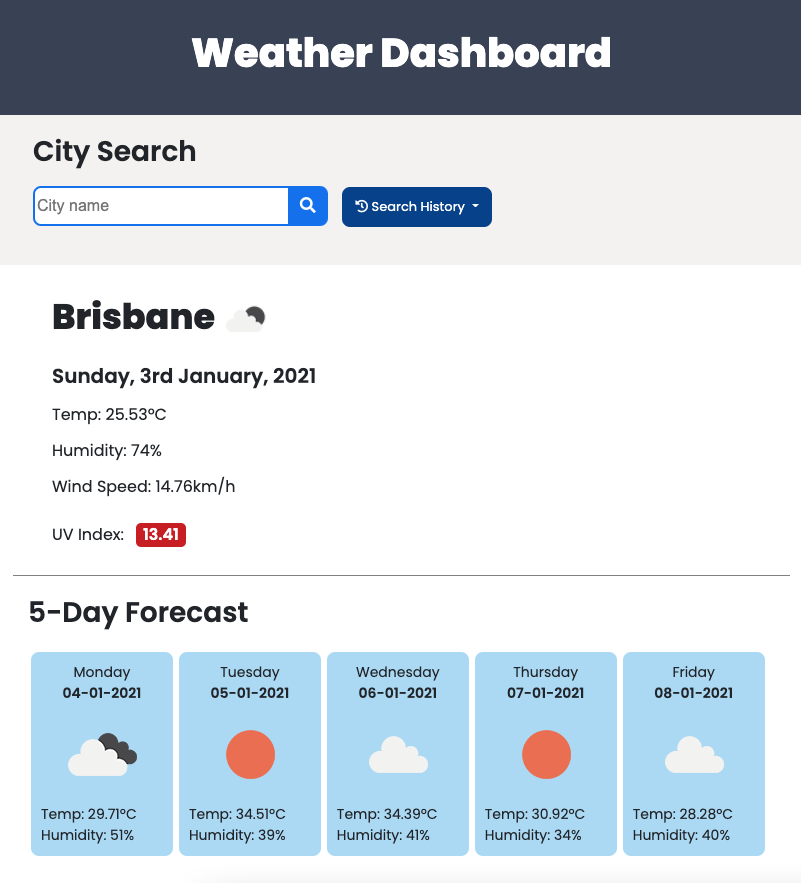 Weather Dashboard
City Search
City name
Search History
Brisbane
Sunday, 3rd January, 2021
Temp: 25.53°C
Humidity: 74%
Wind Speed: 14.76km/h
UV Index: 13.41
5-Day Forecast
Monday
04-01-2021
Temp: 29.71°C
Humidity: 51%
Tuesday
05-01-2021
Temp: 34.51°C
Humidity: 39%
Wednesday
06-01-2021
Temp: 34.39°C
Humidity: 41%
Thursday
07-01-2021
Temp: 30.92°C
Humidity: 34%
Friday
08-01-2021
Temp: 28.28°C
Humidity: 40%